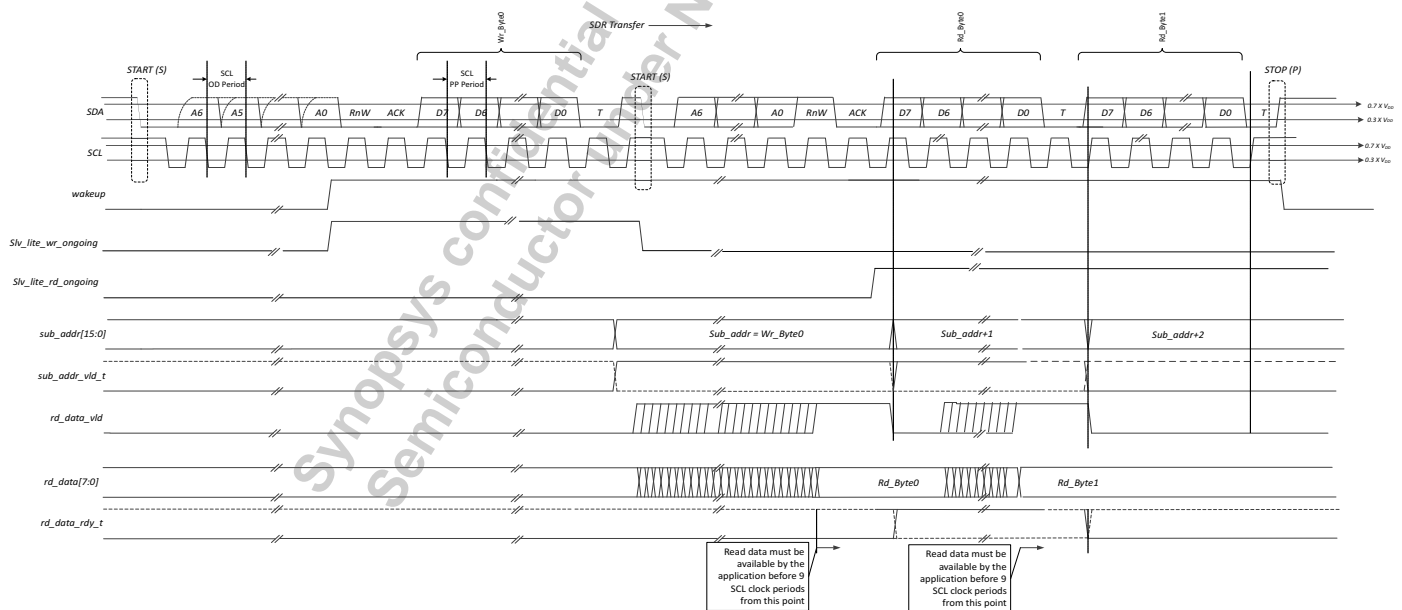 Wr_Byte0
SDR Transfer
Rd_Byte0
Rd_Byte1
START (S)
SCL
OD Period
SCL
PP Period
START (S)
STOP (P)
SDA
A6
A5
A0
RnW
ACK
D7
D6
D0
T
A6
A0
RnW
ACK
D7
D6
D0
T
D7
D6
D0
T
0.7 X VDD
0.3 X VDD
SCL
0.7 X VDD
0.3 X VDD
wakeup
Slv_lite_wr_ongoing
Slv_lite_rd_ongoing
sub_addr[15:0]
Sub_addr = Wr_Byte0
Sub_addr+1
Sub_addr+2
sub_addr_vld_t
rd_data_vld
rd_data[7:0]
Rd_Byte0
Rd_Byte1
rd_data_rdy_t
Read data must be
available by the
application before 9
SCL clock periods
from this point
Read data must be
available by the
application before 9
SCL clock periods
from this point
Synopsys confidential
Semiconductor under N